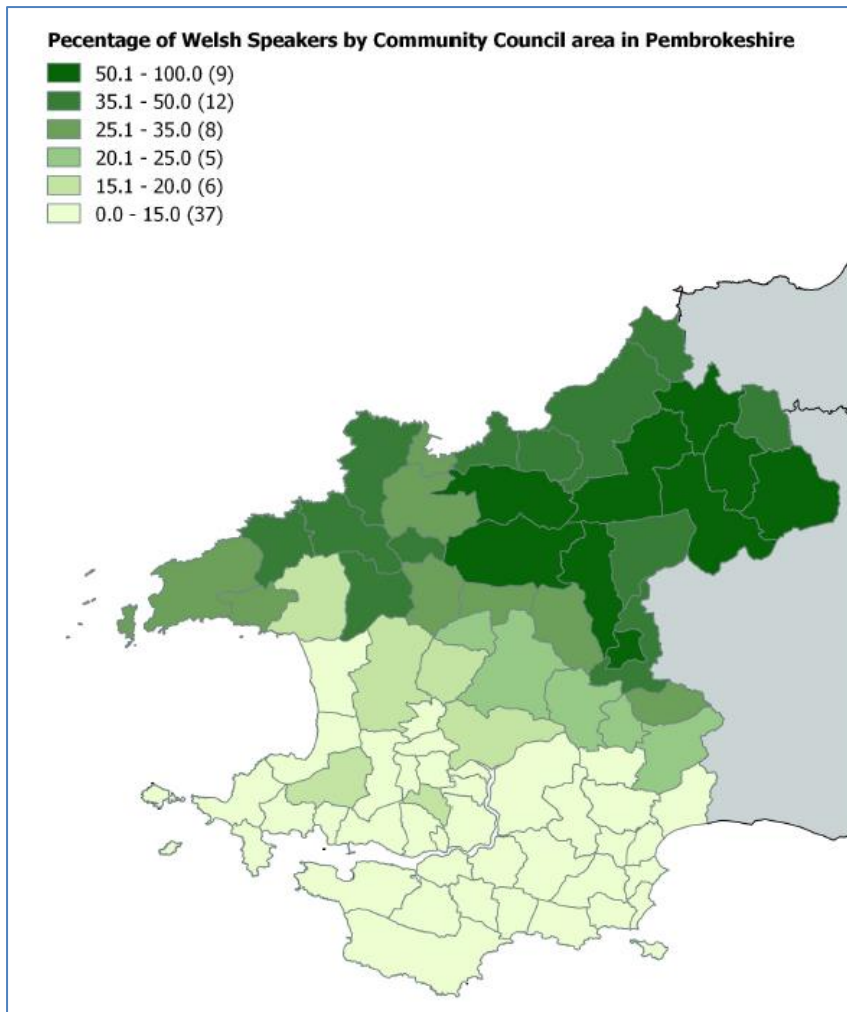 Pecentage of Welsh Speakers by Community Council area in Pembrokeshire
50.1 - 100.0 (9)
35.1 - 50.0 (12)
25.1 - 35.0 (8)
20.1 - 25.0 (5)
15.1 - 20.0 (6)
0.0 - 15.0 (37)